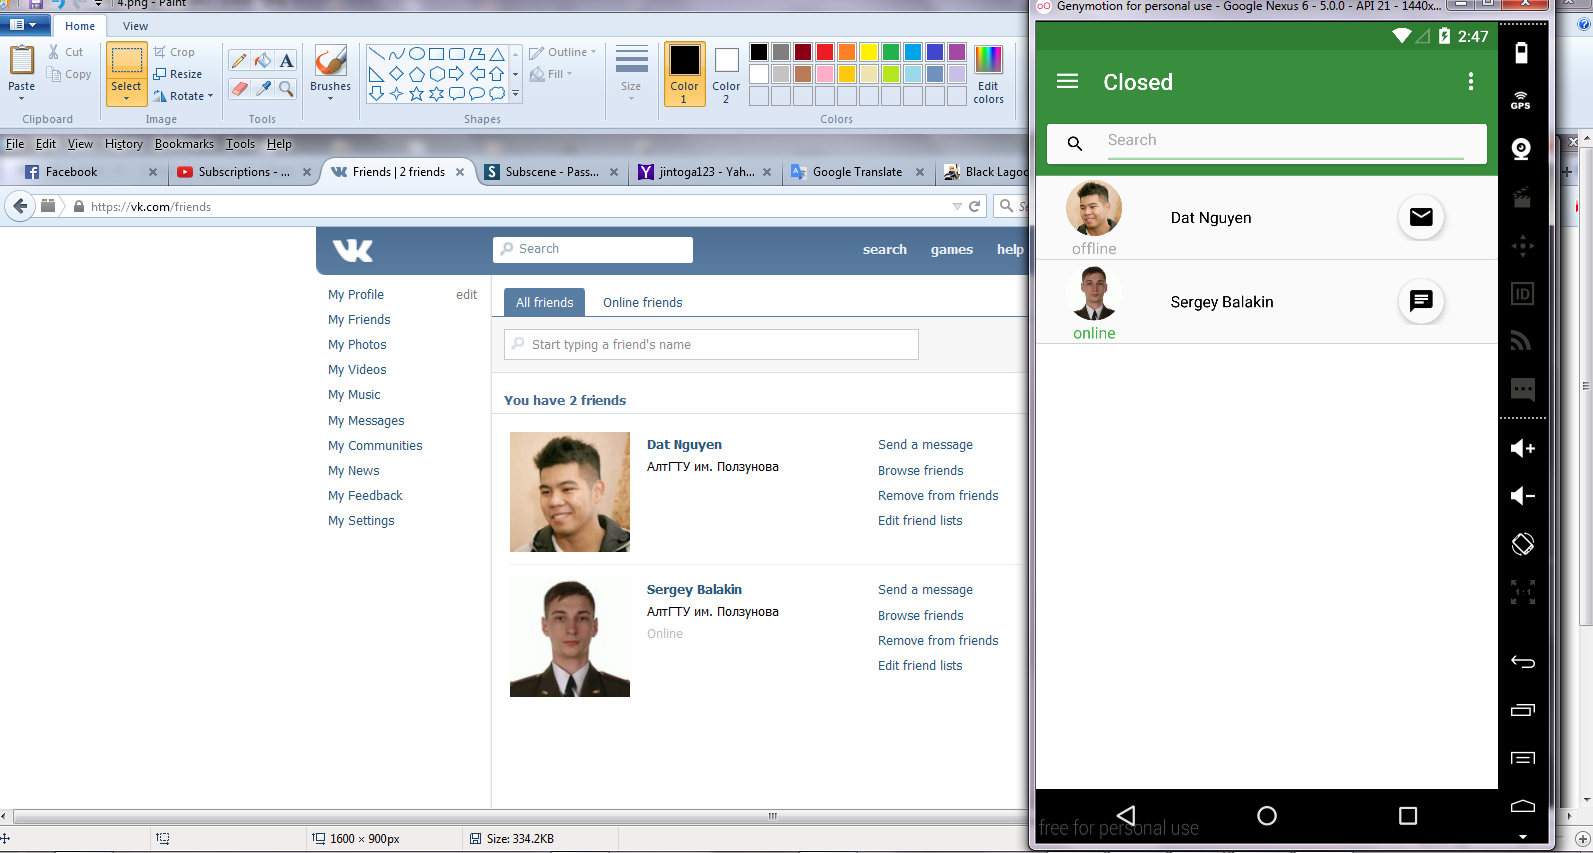 4.png - Paint
Home
View
Paste
Cut
Copy
Clipboard
Select
Crop
Resize
Rotate
Image
Tools
Brushes
Shapes
Outline
Fill
Size
Color 1
Color 2
Edit colors
Colors
File Edit View History Bookmarks Tools Help
Facebook
Subscriptions - ...
Friends | 2 friends
Subscene - Pass...
jintoga123 - Yah...
Google Translate
Black Lagoo
https://vk.com/friends
Search
search
games
help
My Profile
edit
My Friends
My Photos
My Videos
My Music
My Messages
My Communities
My News
My Feedback
My Settings
All friends
Online friends
Start typing a friend's name
You have 2 friends
Dat Nguyen
АлтГТУ им. Ползунова
Send a message
Browse friends
Remove from friends
Edit friend lists
Sergey Balakin
АлтГТУ им. Ползунова
Online
Send a message
Browse friends
Remove from friends
Edit friend lists
1600 × 900px
Size: 334.2KB
Genymotion for personal use - Google Nexus 6 - 5.0.0 - API 21 - 1440x...
2:47
Closed
Search
Dat Nguyen
offline
Sergey Balakin
online
free for personal use
GPS
ID
1:1